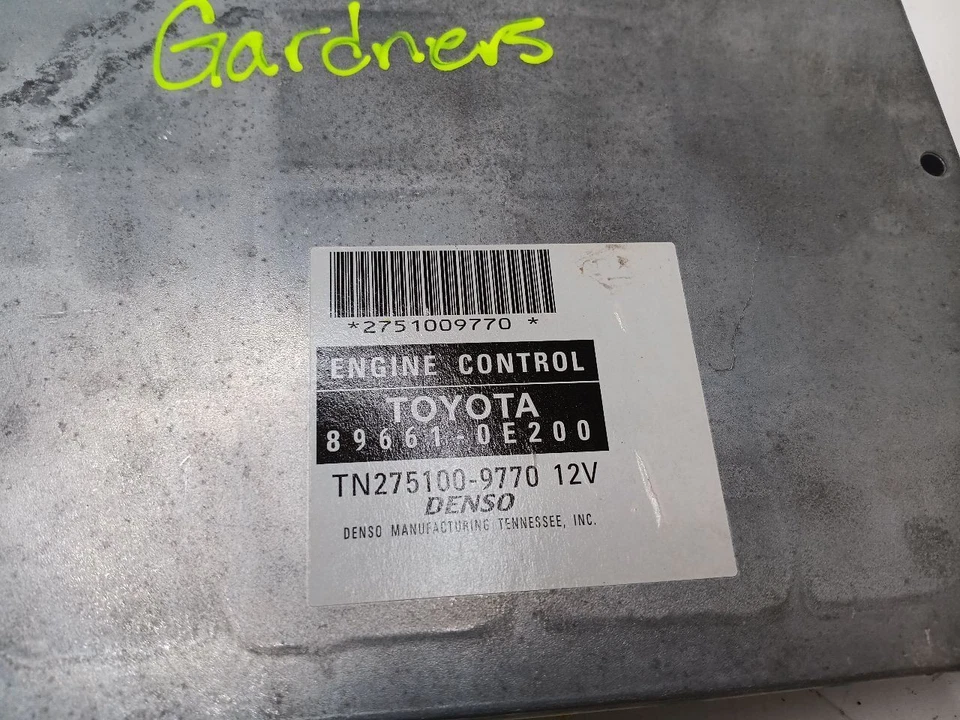 Gardners
*2751009770 *
ENGINE CONTROL
TOYOTA
89661-0E200
TN275100-9770 12V
DENSO
DENSO MANUFACTURING TENNESSEE, INC.